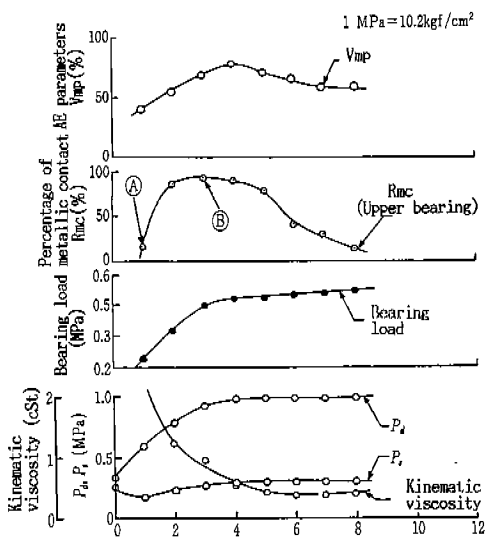 1 MPa=10.2kgf/cm²
AE parameters
Vmp(%)
100
50
0
Vmp
Percentage of
metallic contact
Rmc(%)
100
50
0
A
B
Rmc
(Upper bearing)
Bearing load
(MPa)
0.6
0.5
0.3
0.2
Bearing
load
Kinematic
viscosity (cSt)
2
1
0
Pd, Ps (MPa)
1.0
0.5
0
Pd
Ps
Kinematic
viscosity
0 2 4 6 8 10 12